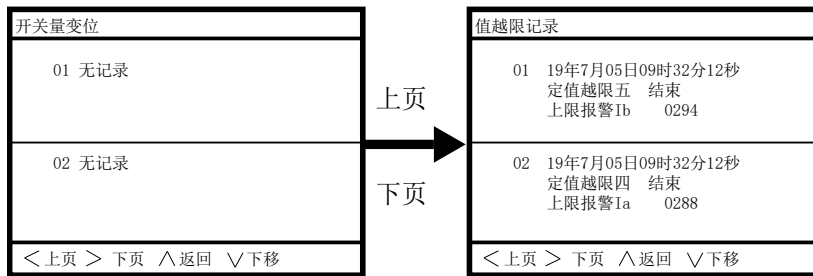 开关量变位
01 无记录
02 无记录
＜上页 ＞ 下页 ∧返回 ∨下移
上页
下页
值越限记录
01 19年7月05日09时32分12秒
定值越限五 结束
上限报警Ib 0294
02 19年7月05日09时32分12秒
定值越限四 结束
上限报警Ia 0288
＜上页 ＞ 下页 ∧返回 ∨下移